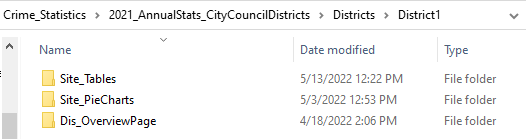 Crime_Statistics > 2021_AnnualStats_CityCouncilDistricts > Districts > District1
Name Date modified Type
Site_Tables 5/13/2022 12:22 PM File folder
Site_PieCharts 5/3/2022 12:53 PM File folder
Dis_OverviewPage 4/18/2022 2:06 PM File folder